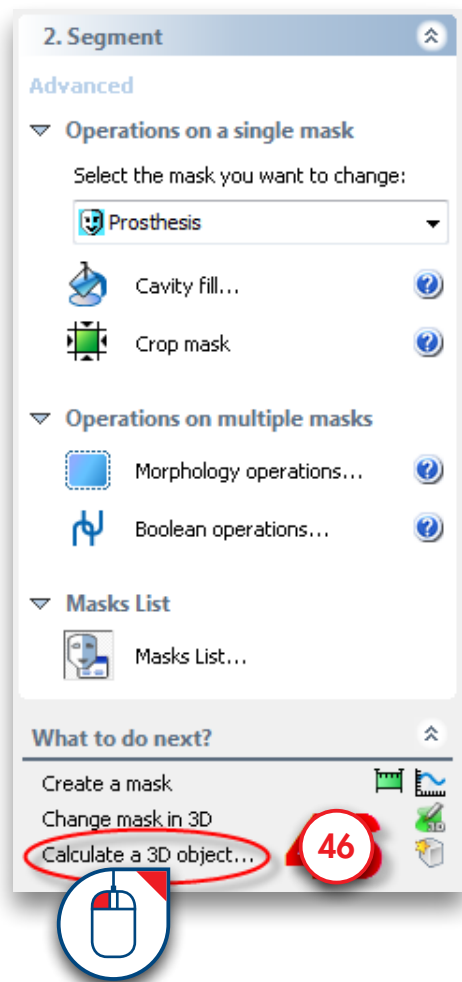 2. Segment
Advanced
Operations on a single mask
Select the mask you want to change:
Prosthesis
Cavity fill...
Crop mask
Operations on multiple masks
Morphology operations...
Boolean operations...
Masks List
Masks List...
What to do next?
Create a mask
Change mask in 3D
Calculate a 3D object...
46